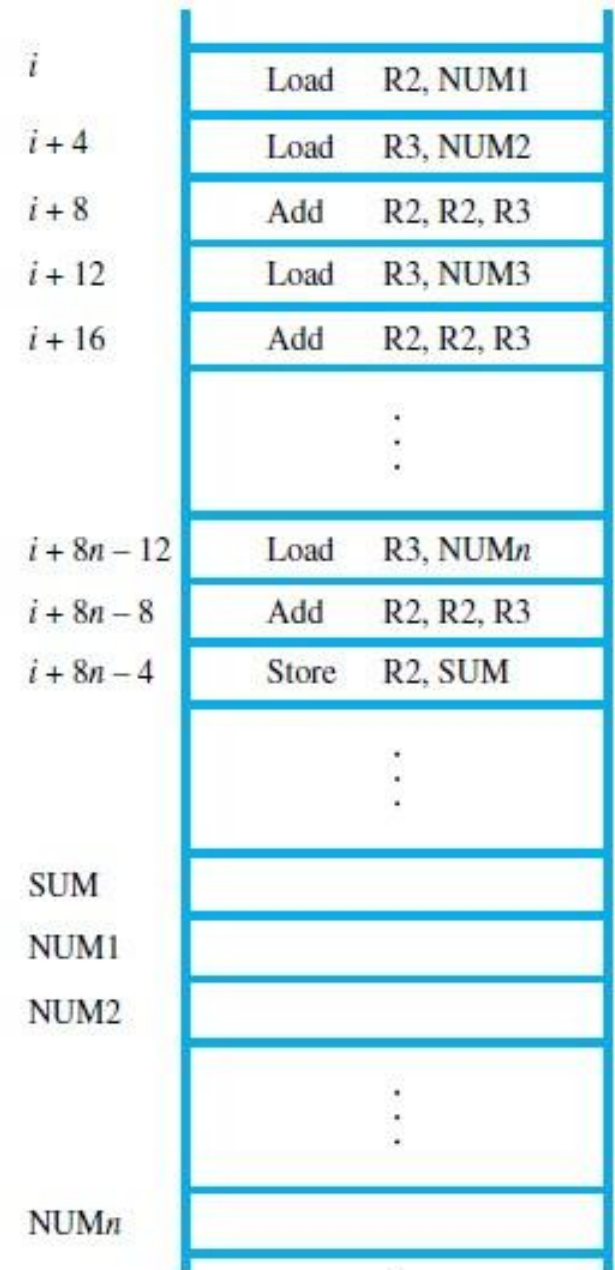 i Load R2, NUM1
i + 4 Load R3, NUM2
i + 8 Add R2, R2, R3
i + 12 Load R3, NUM3
i + 16 Add R2, R2, R3
i + 8n – 12 Load R3, NUMn
i + 8n – 8 Add R2, R2, R3
i + 8n – 4 Store R2, SUM
SUM
NUM1
NUM2
NUMn